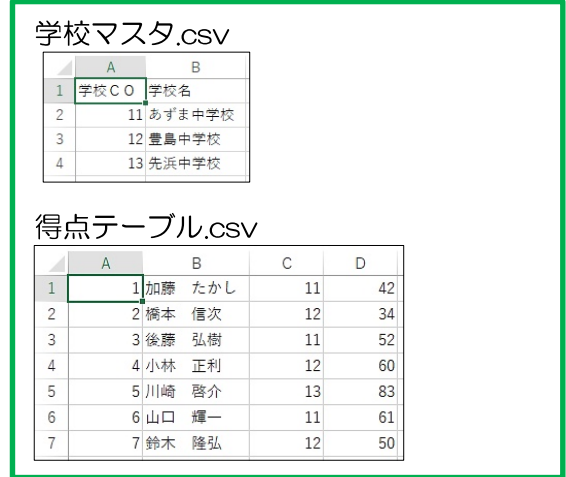 学校マスタ.csv
A B
1 学校ＣＯ 学校名
2 11 あずま中学校
3 12 豊島中学校
4 13 先浜中学校
得点テーブル.csv
A B C D
1 1 加藤　たかし 11 42
2 2 橋本　信次 12 34
3 3 後藤　弘樹 11 52
4 4 小林　正利 12 60
5 5 川崎　啓介 13 83
6 6 山口　輝一 11 61
7 7 鈴木　隆弘 12 50